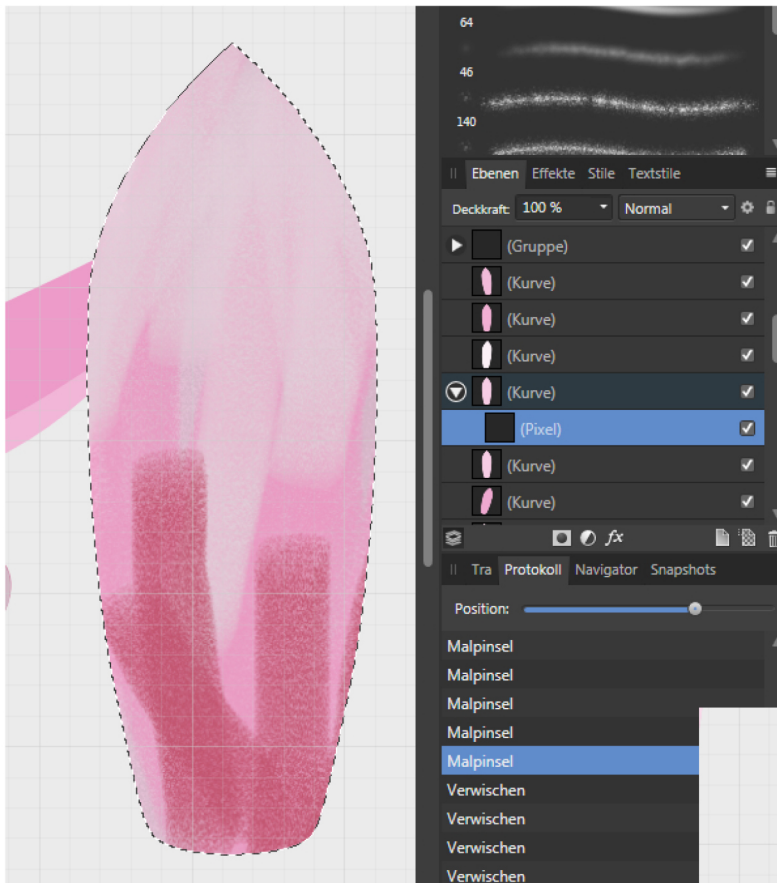 64
46
140
Ebenen Effekte Stile Textstile
Deckkraft: 100 % Normal
(Gruppe)
(Kurve)
(Kurve)
(Kurve)
(Kurve)
(Pixel)
(Kurve)
(Kurve)
fx
Tra Protokoll Navigator Snapshots
Position:
Malpinsel
Malpinsel
Malpinsel
Malpinsel
Malpinsel
Verwischen
Verwischen
Verwischen
Verwischen